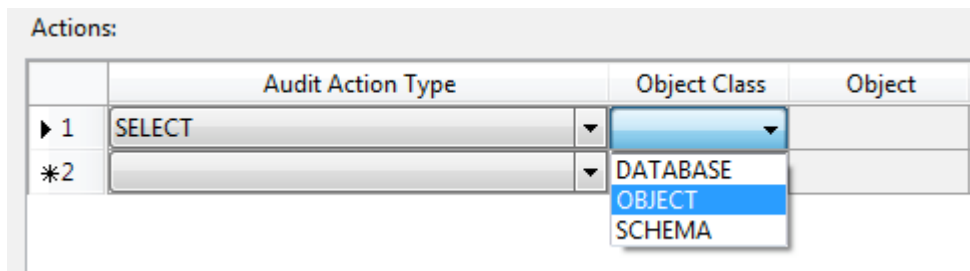 Actions:
Audit Action Type Object Class Object
1 SELECT
*2 DATABASE
OBJECT
SCHEMA